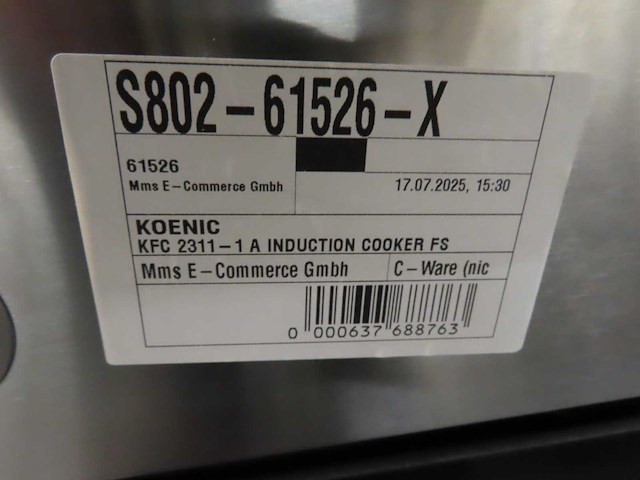 S802-61526-X
61526
Mms E-Commerce Gmbh 17.07.2025, 15:30
KOENIC
KFC 2311-1 A INDUCTION COOKER FS
Mms E-Commerce Gmbh C-Ware (nic
0 000637 688763